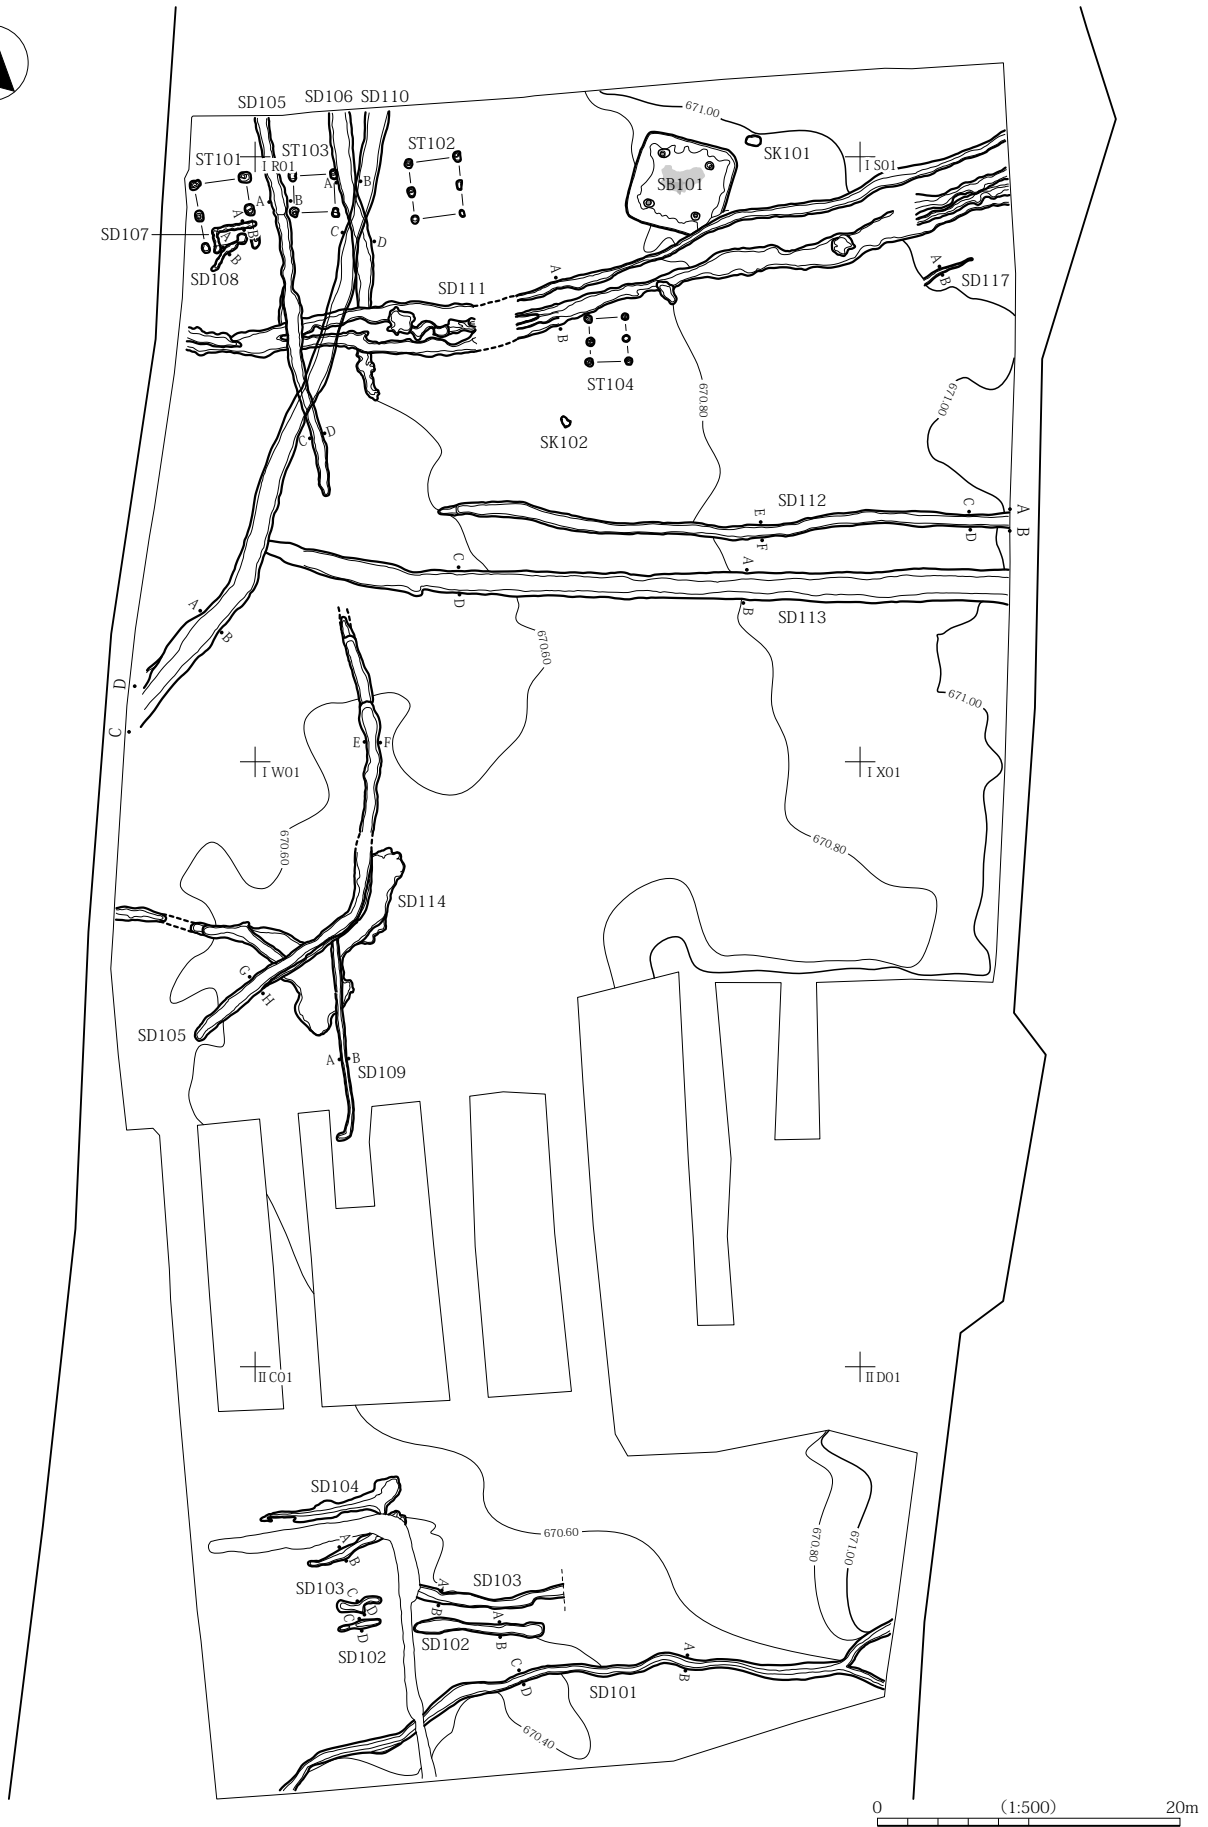 SD105
SD106
SD110
671.00
ST101
I R01
ST103
ST102
SK101
I S01
SB101
A
B
A
B
A
B
A
B
C
D
A
B
SD107
SD108
SD111
A
B
A
B
SD117
ST104
670.80
671.00
C
D
SK102
SD112
E
F
C
D
A
B
C
D
A
B
SD113
A
B
670.60
D
C
671.00
E
F
I W01
I X01
670.60
670.80
SD114
G
H
SD105
A
B
SD109
II C01
II D01
SD104
670.60
670.80
671.00
A
B
SD103
C
D
C
D
SD102
A
B
SD103
A
B
SD102
C
D
A
B
SD101
670.40
0
(1:500)
20m